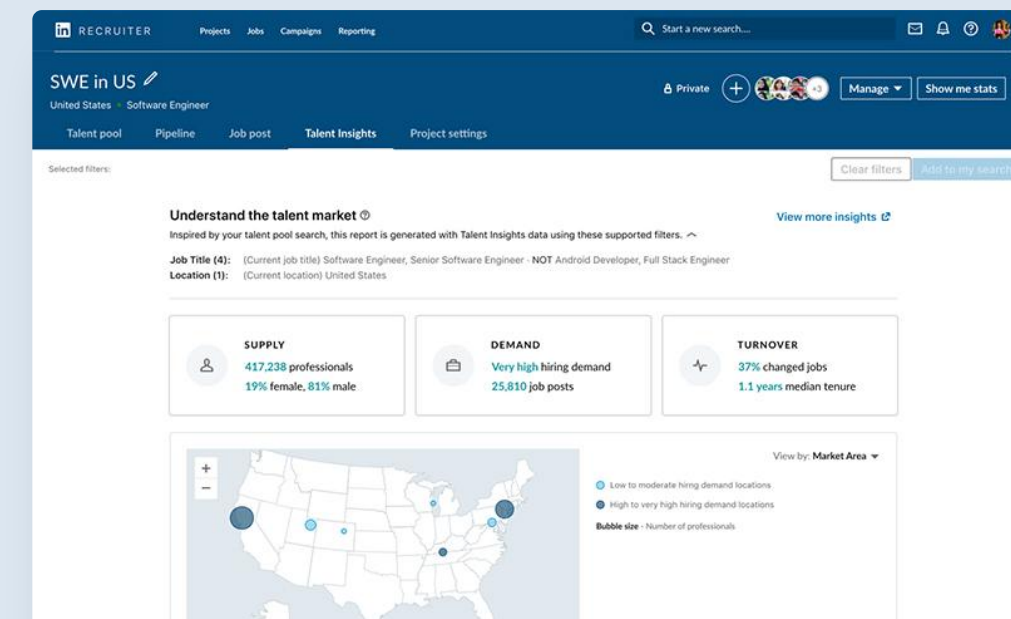 in RECRUITER Projects Jobs Campaigns Reporting Start a new search....
SWE in US
United States • Software Engineer
Private +3 Manage Show me stats
Talent pool Pipeline Job post Talent Insights Project settings
Selected filters: Clear filters Add to my search
Understand the talent market View more insights
Inspired by your talent pool search, this report is generated with Talent Insights data using these supported filters.
Job Title (4): (Current job title) Software Engineer, Senior Software Engineer · NOT Android Developer, Full Stack Engineer
Location (1): (Current location) United States
SUPPLY
417,238 professionals
19% female, 81% male
DEMAND
Very high hiring demand
25,810 job posts
TURNOVER
37% changed jobs
1.1 years median tenure
View by: Market Area
+
−
Low to moderate hirng demand locations
High to very high hiring demand locations
Bubble size - Number of professionals